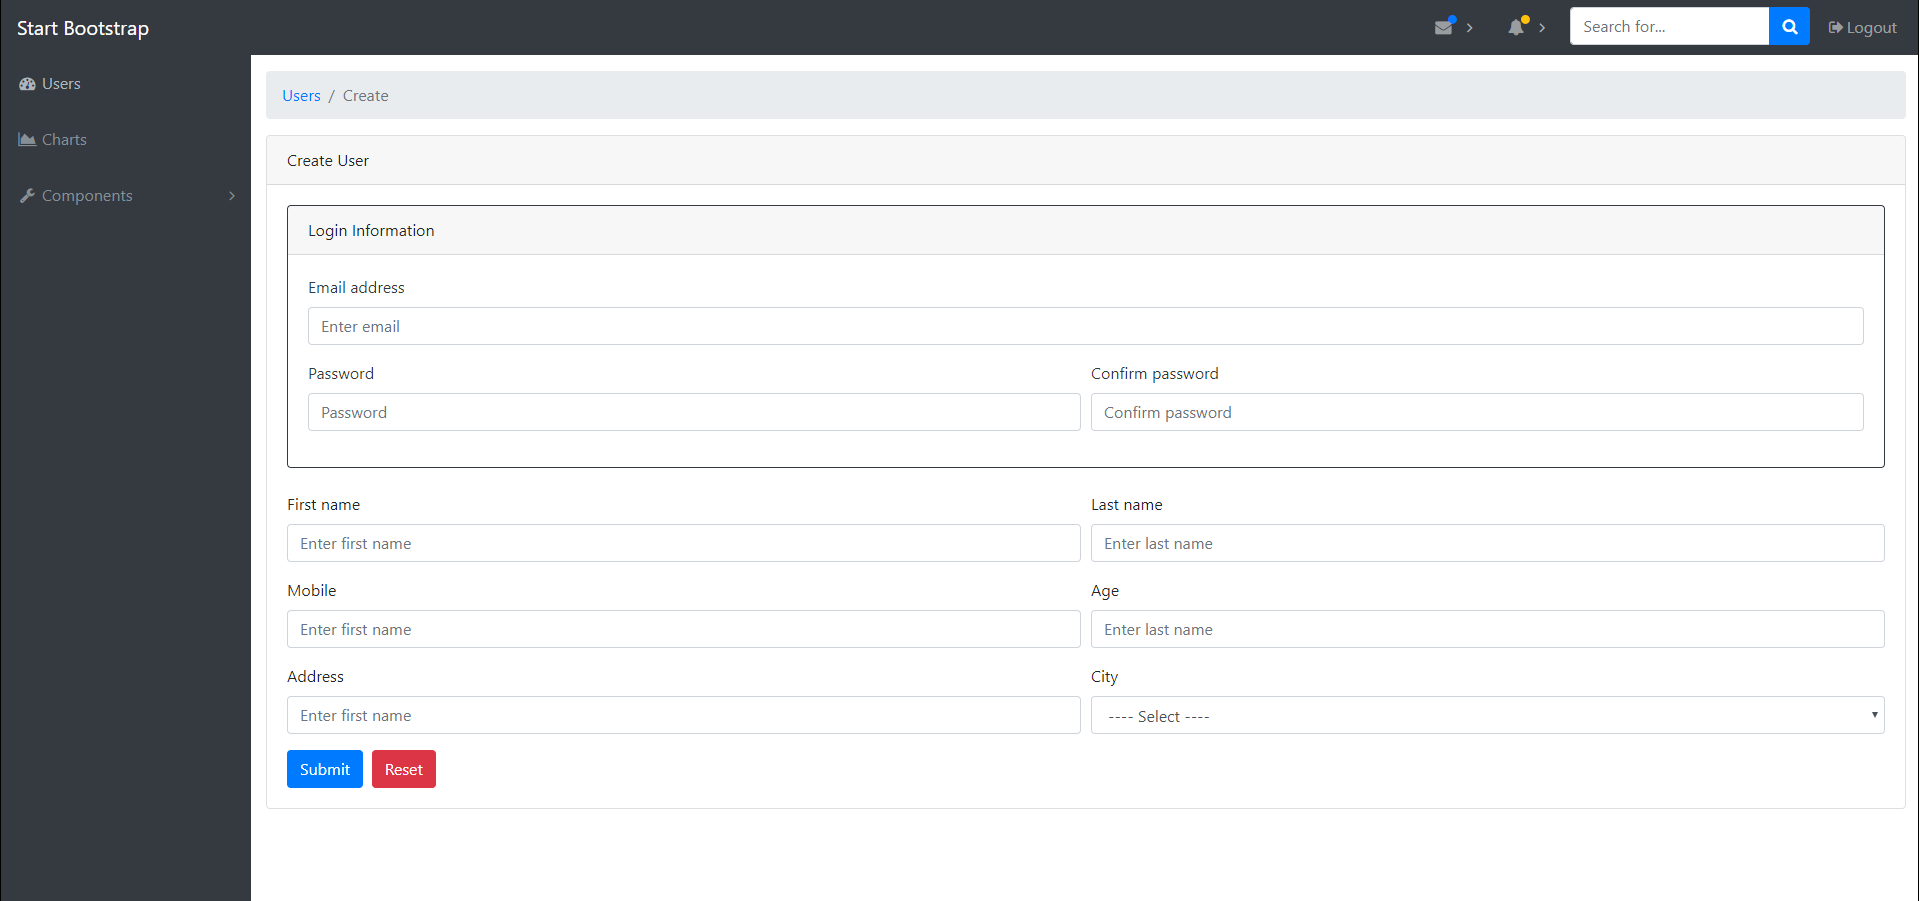 Start Bootstrap
Search for...
Logout
Users
Charts
Components
Users / Create
Create User
Login Information
Email address
Enter email
Password Confirm password
Password Confirm password
First name Last name
Enter first name Enter last name
Mobile Age
Enter first name Enter last name
Address City
Enter first name ---- Select ----
Submit Reset